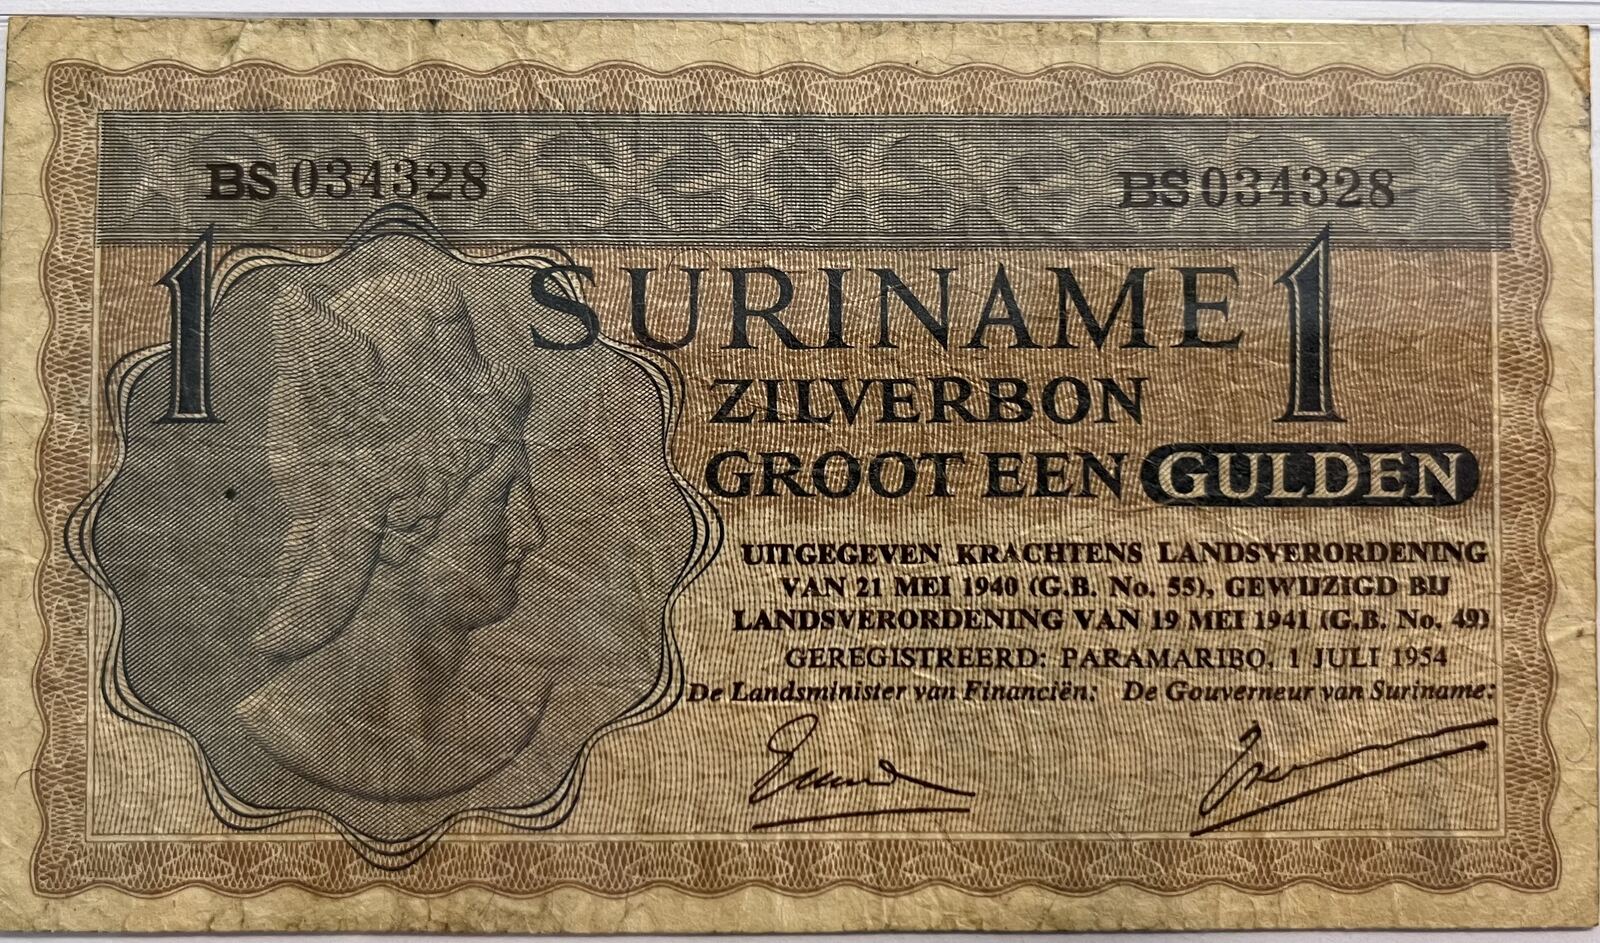 BS 034328 BS 034328
1 SURINAME 1
ZILVERBON
GROOT EEN GULDEN
UITGEGEVEN KRACHTENS LANDSVERORDENING
VAN 21 MEI 1940 (G.B. No. 55), GEWIJZIGD BIJ
LANDSVERORDENING VAN 19 MEI 1941 (G.B. No. 49)
GEREGISTREERD: PARAMARIBO, 1 JULI 1954
De Landsminister van Financiën: De Gouverneur van Suriname: